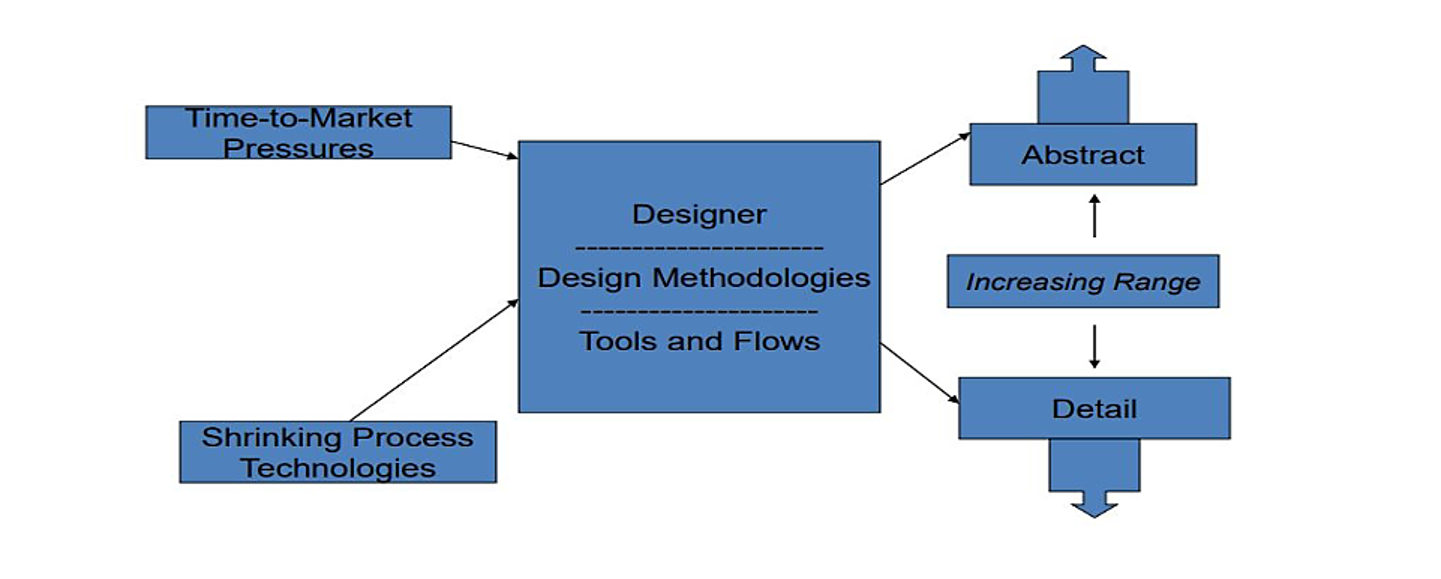 Time-to-Market
Pressures
Designer
----------------------
Design Methodologies
---------------------
Tools and Flows
Shrinking Process
Technologies
Abstract
Increasing Range
Detail